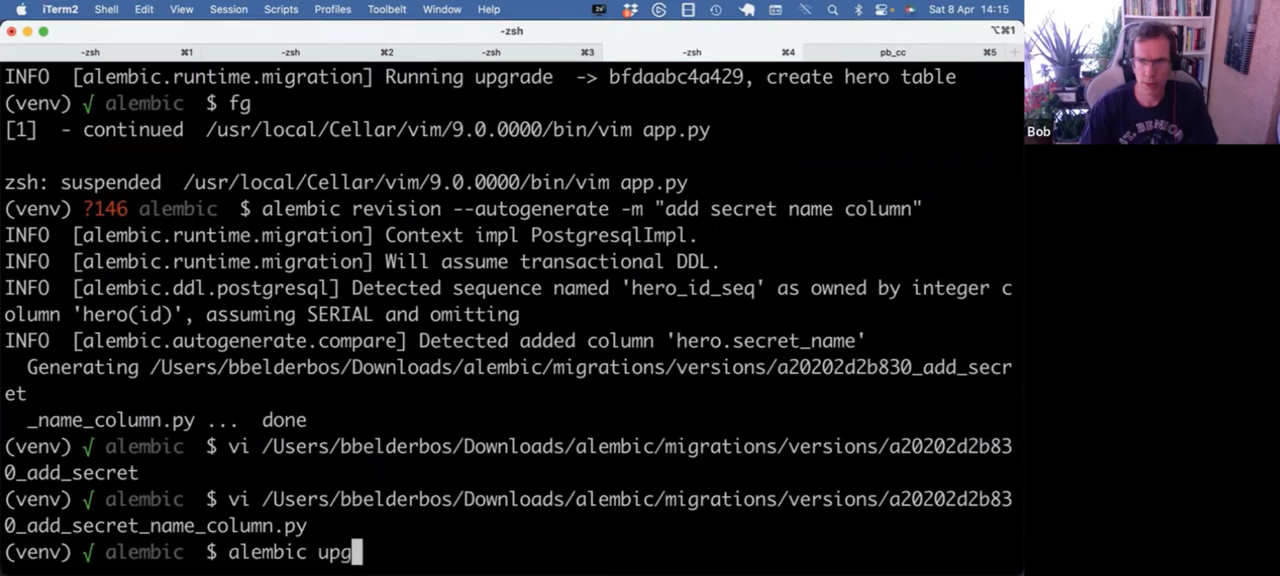 iTerm2 Shell Edit View Session Scripts Profiles Toolbelt Window Help Sat 8 Apr 14:15
-zsh ⌥⌘1
-zsh ⌘1 -zsh ⌘2 -zsh ⌘3 -zsh ⌘4 pb_cc ⌘5
INFO  [alembic.runtime.migration] Running upgrade  -> bfdaabc4a429, create hero table
(venv) √ alembic  $ fg
[1]  - continued  /usr/local/Cellar/vim/9.0.0000/bin/vim app.py
zsh: suspended  /usr/local/Cellar/vim/9.0.0000/bin/vim app.py
(venv) ?146 alembic  $ alembic revision --autogenerate -m "add secret name column"
INFO  [alembic.runtime.migration] Context impl PostgresqlImpl.
INFO  [alembic.runtime.migration] Will assume transactional DDL.
INFO  [alembic.ddl.postgresql] Detected sequence named 'hero_id_seq' as owned by integer c
olumn 'hero(id)', assuming SERIAL and omitting
INFO  [alembic.autogenerate.compare] Detected added column 'hero.secret_name'
  Generating /Users/bbelderbos/Downloads/alembic/migrations/versions/a20202d2b830_add_secr
et
  _name_column.py ...  done
(venv) √ alembic  $ vi /Users/bbelderbos/Downloads/alembic/migrations/versions/a20202d2b83
0_add_secret
(venv) √ alembic  $ vi /Users/bbelderbos/Downloads/alembic/migrations/versions/a20202d2b83
0_add_secret_name_column.py
(venv) √ alembic  $ alembic upg
Bob